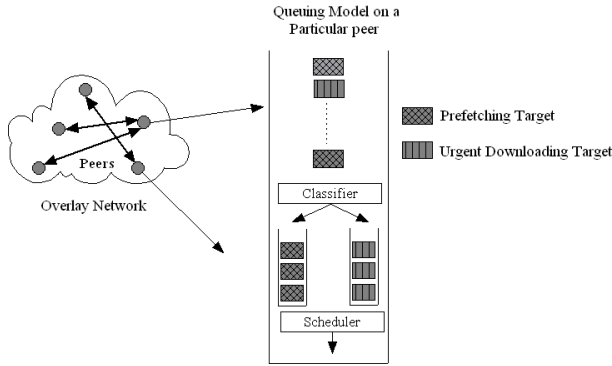 Queuing Model on a
Particular peer
Prefetching Target
Urgent Downloading Target
Peers
Overlay Network
Classifier
Scheduler